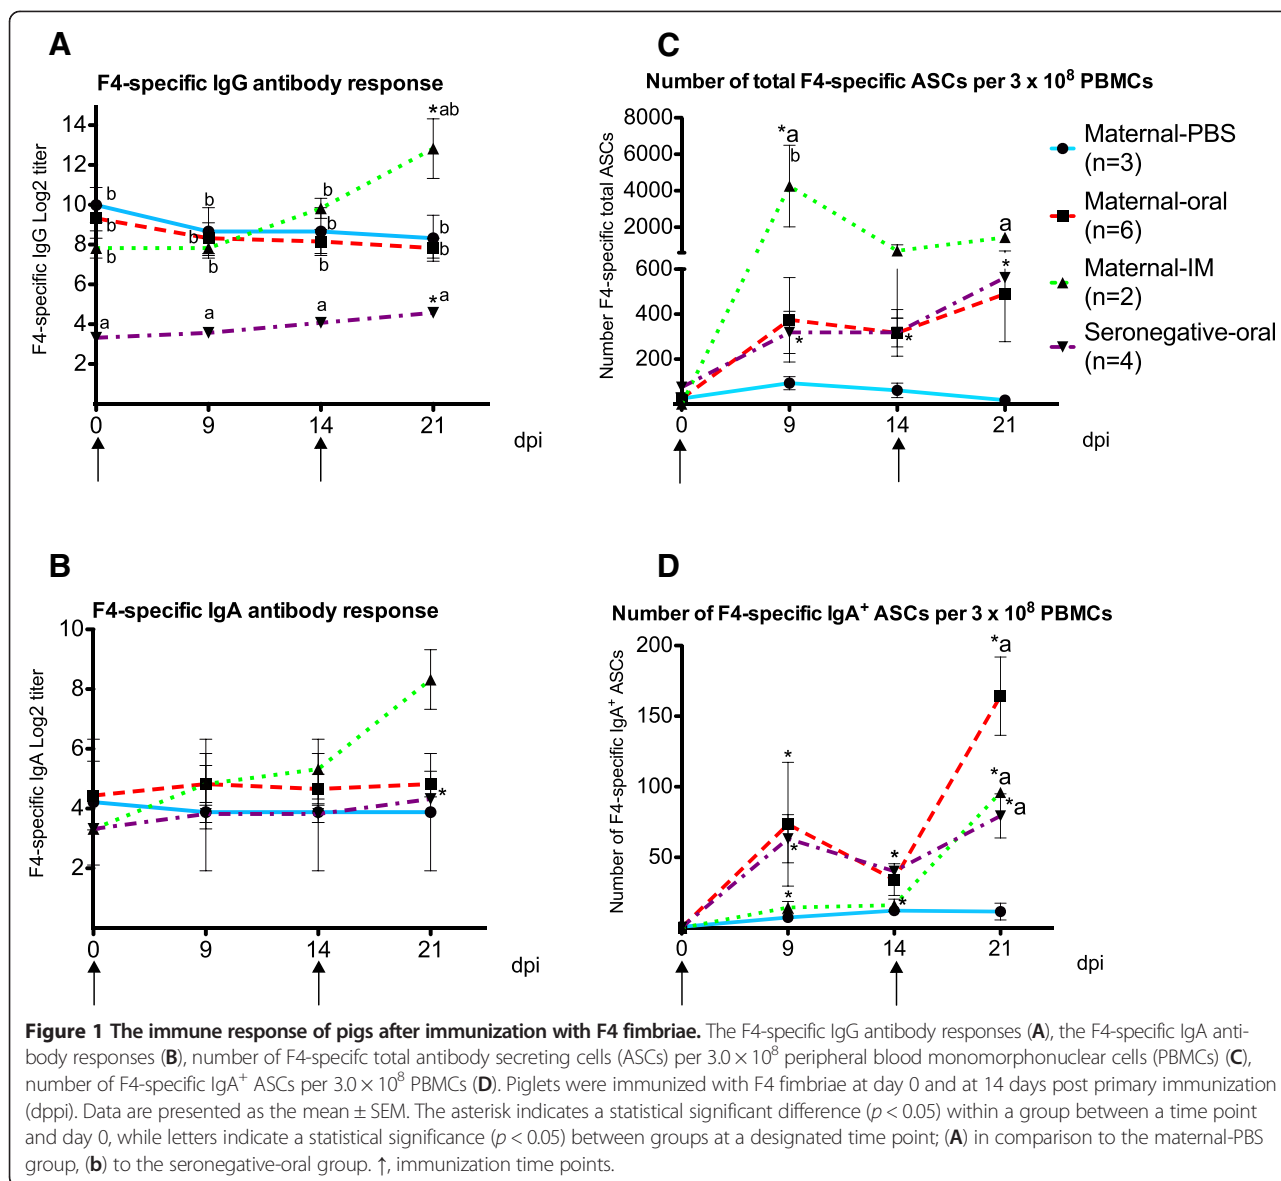 A
F4-specific IgG antibody response
F4-specific IgG Log2 titer
14
12
10
8
6
4
2
0
9
14
21
dpi
b
b
b
b
b
b
b
b
b
b
*ab
a
a
a
*a
C
Number of total F4-specific ASCs per 3 x 10⁸ PBMCs
Number F4-specific total ASCs
8000
6000
4000
2000
600
400
200
0
9
14
21
dpi
*a
b
a
*
*
*
Maternal-PBS
(n=3)
Maternal-oral
(n=6)
Maternal-IM
(n=2)
Seronegative-oral
(n=4)
B
F4-specific IgA antibody response
F4-specific IgA Log2 titer
10
8
6
4
2
0
9
14
21
dpi
*
D
Number of F4-specific IgA⁺ ASCs per 3 x 10⁸ PBMCs
Number of F4-specific IgA⁺ ASCs
200
150
100
50
0
9
14
21
dpi
*
*
*
*
*
*a
*a
*a
Figure 1 The immune response of pigs after immunization with F4 fimbriae. The F4-specific IgG antibody responses (A), the F4-specific IgA anti-
body responses (B), number of F4-specifc total antibody secreting cells (ASCs) per 3.0 × 10⁸ peripheral blood monomorphonuclear cells (PBMCs) (C),
number of F4-specific IgA⁺ ASCs per 3.0 × 10⁸ PBMCs (D). Piglets were immunized with F4 fimbriae at day 0 and at 14 days post primary immunization
(dppi). Data are presented as the mean ± SEM. The asterisk indicates a statistical significant difference (p < 0.05) within a group between a time point
and day 0, while letters indicate a statistical significance (p < 0.05) between groups at a designated time point; (A) in comparison to the maternal-PBS
group, (b) to the seronegative-oral group. ↑, immunization time points.